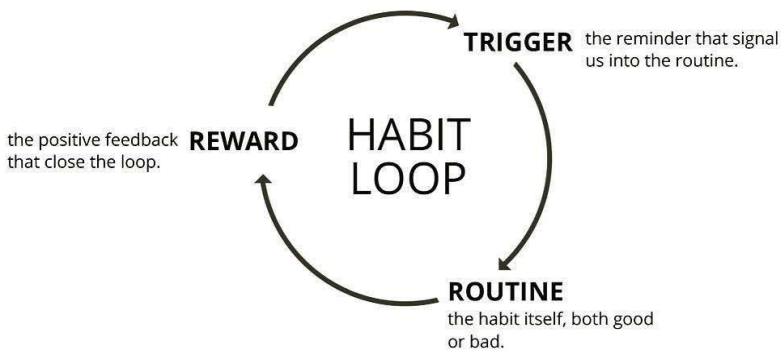 TRIGGER the reminder that signal
us into the routine.
the positive feedback REWARD
that close the loop.
HABIT
LOOP
ROUTINE
the habit itself, both good
or bad.